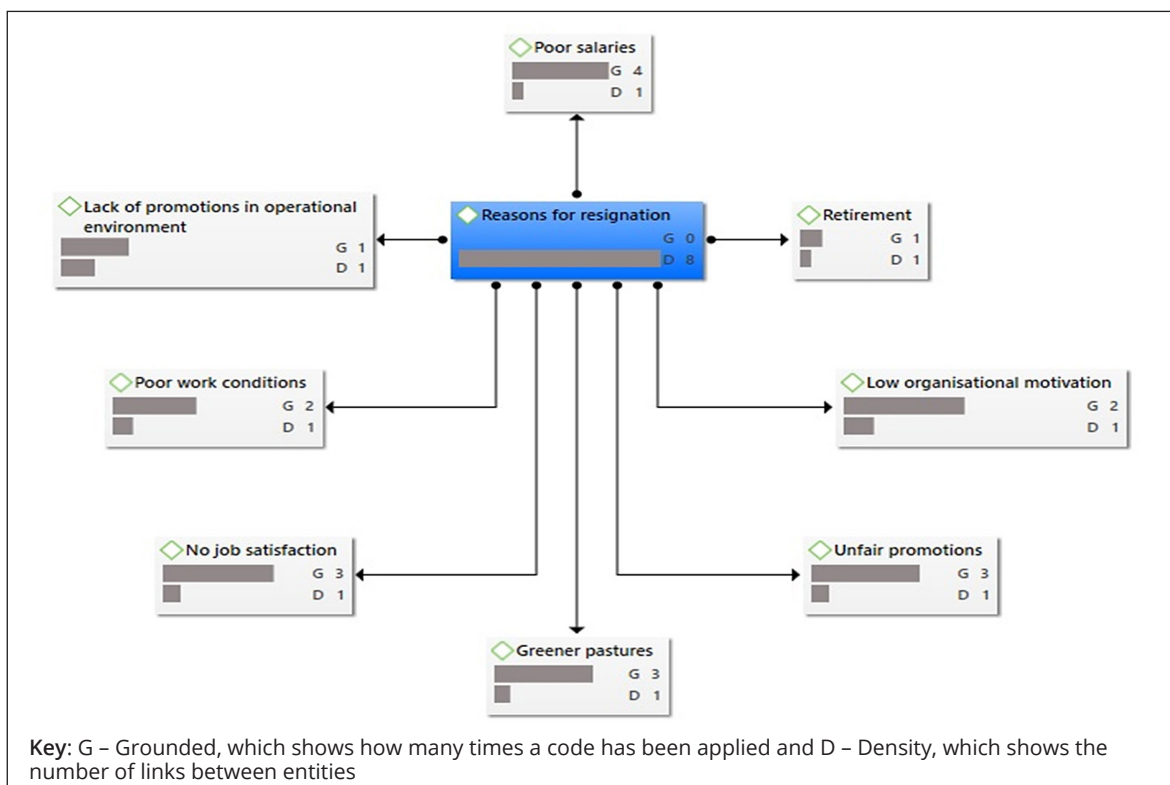 Poor salaries
G 4
D 1
Lack of promotions in operational
environment
G 1
D 1
Reasons for resignation
G 0
D 8
Retirement
G 1
D 1
Poor work conditions
G 2
D 1
Low organisational motivation
G 2
D 1
No job satisfaction
G 3
D 1
Unfair promotions
G 3
D 1
Greener pastures
G 3
D 1
Key: G – Grounded, which shows how many times a code has been applied and D – Density, which shows the
number of links between entities